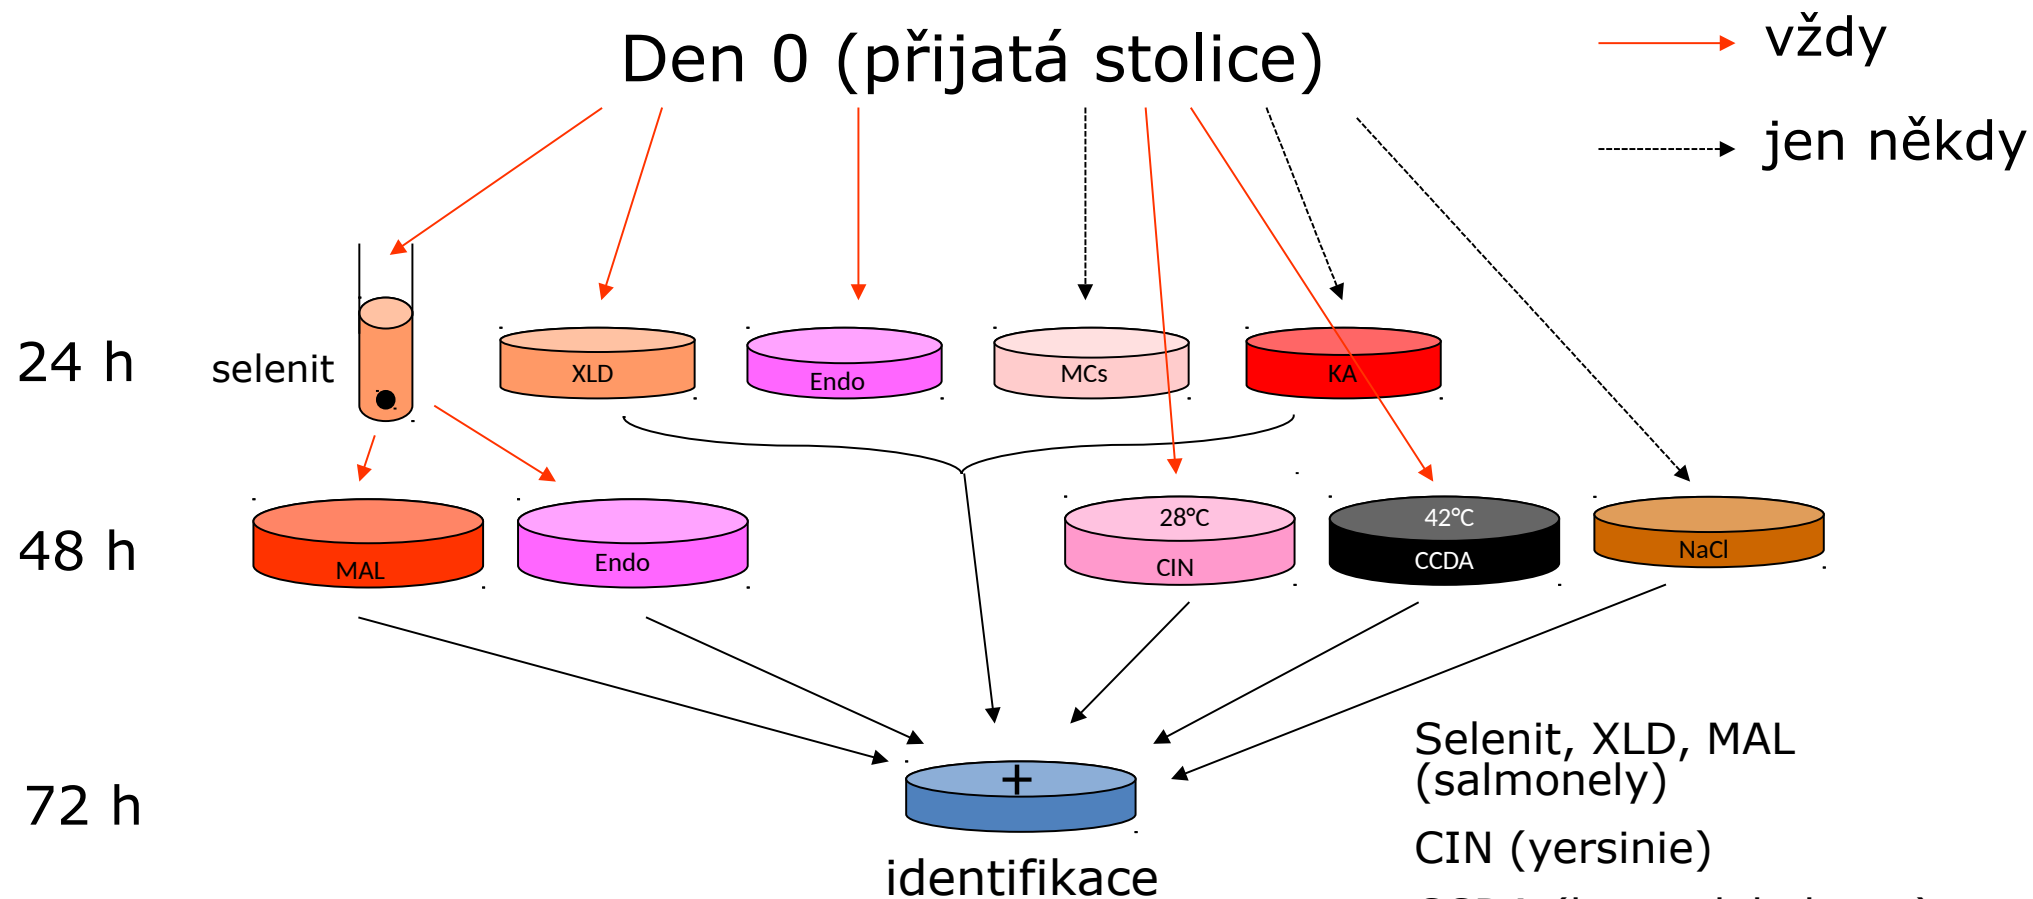 Den 0 (přijatá stolice)
vždy
jen někdy
24 h
selenit
XLD
Endo
MCs
KA
48 h
MAL
Endo
28°C
CIN
42°C
CCDA
NaCl
72 h
+
identifikace
Selenit, XLD, MAL
(salmonely)
CIN (yersinie)